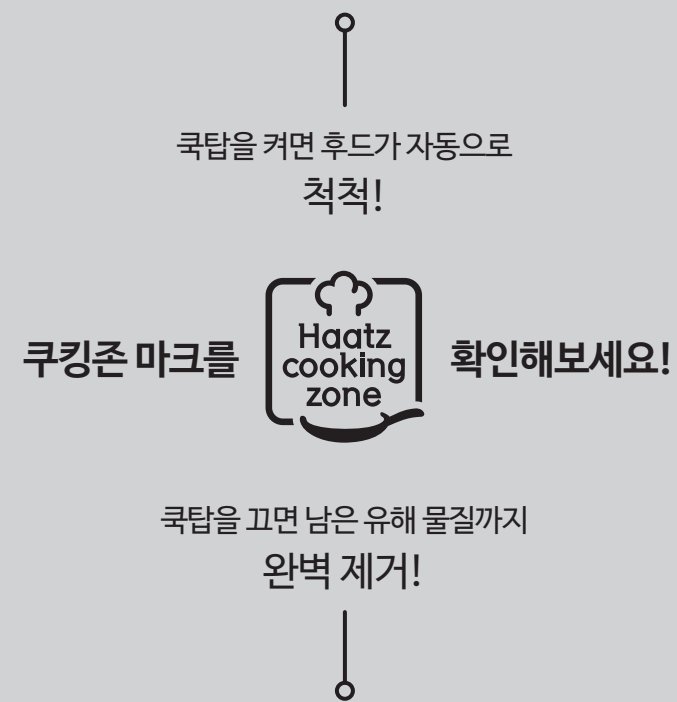 쿡탑을 켜면 후드가 자동으로
척척!
쿠킹존 마크를
Haatz
cooking
zone
확인해보세요!
쿡탑을 끄면 남은 유해 물질까지
완벽 제거!